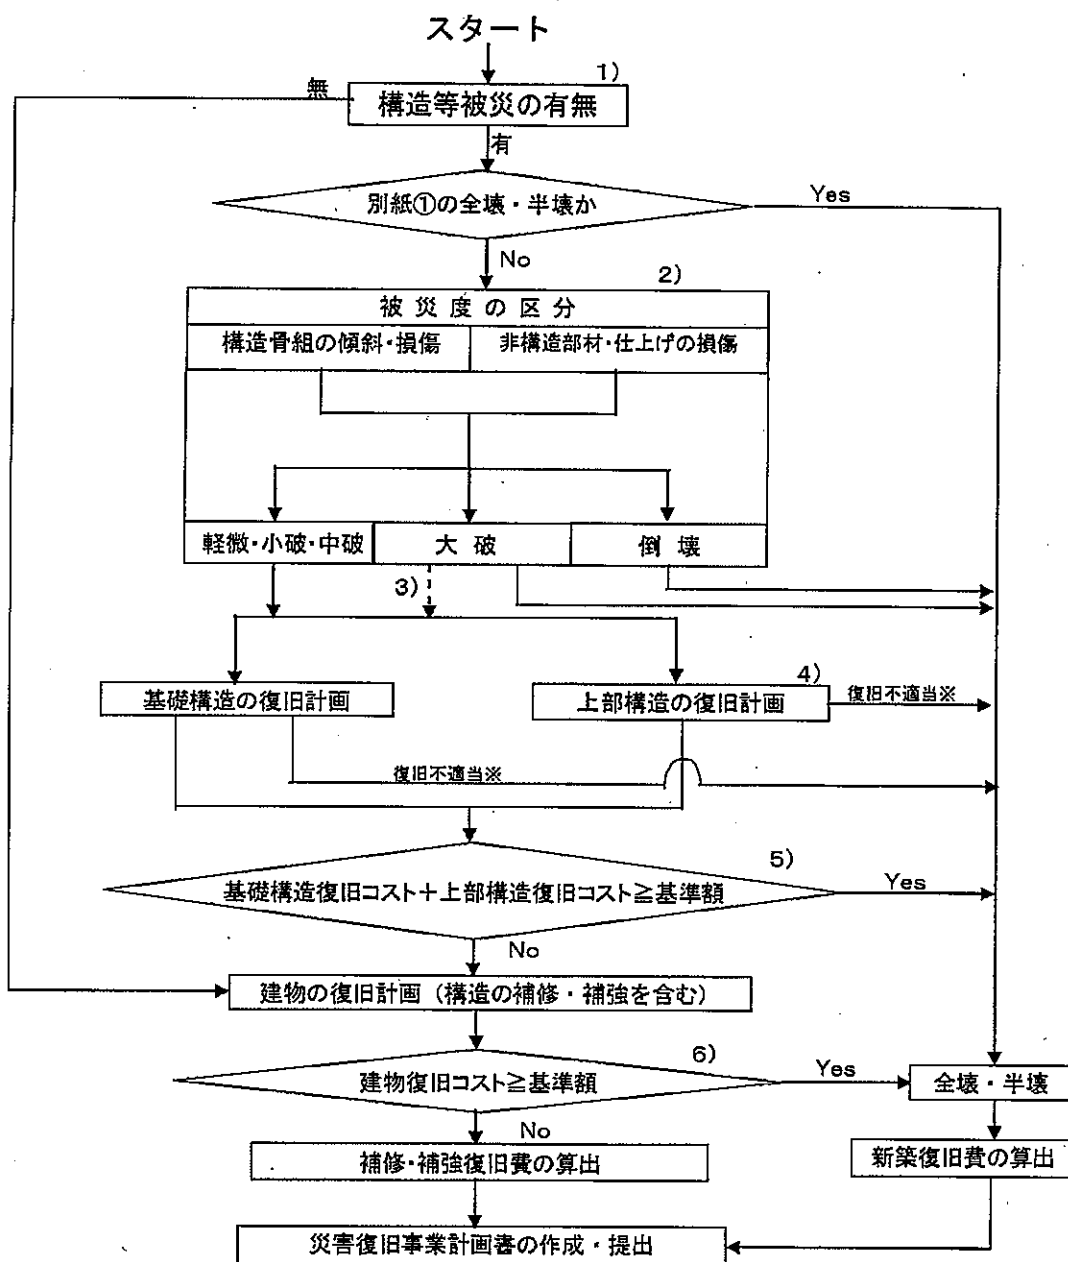 スタート
1)
無
構造等被災の有無
有
別紙①の全壊・半壊か
Yes
No
2)
被災度の区分
構造骨組の傾斜・損傷
非構造部材・仕上げの損傷
軽微・小破・中破
大破
倒壊
3)
4)
基礎構造の復旧計画
上部構造の復旧計画
復旧不適当※
復旧不適当※
5)
基礎構造復旧コスト＋上部構造復旧コスト≧基準額
Yes
No
建物の復旧計画（構造の補修・補強を含む）
6)
建物復旧コスト≧基準額
Yes
全壊・半壊
No
補修・補強復旧費の算出
新築復旧費の算出
災害復旧事業計画書の作成・提出